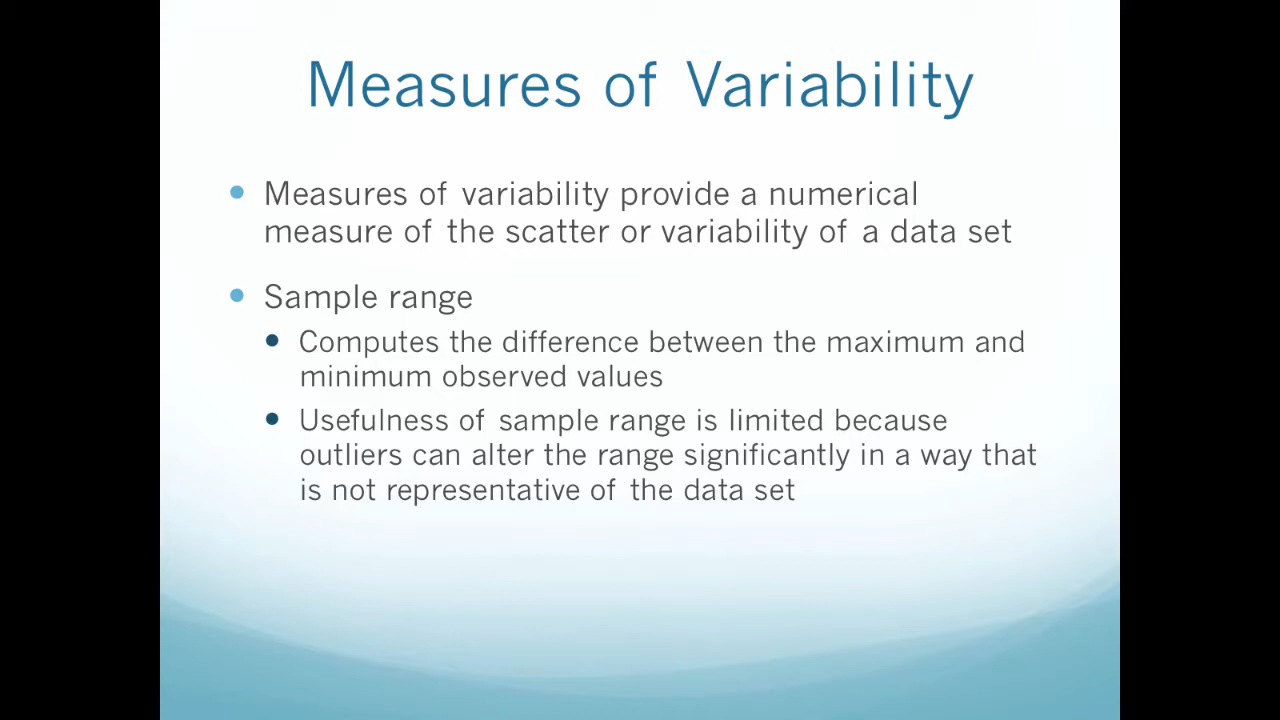 Measures of Variability
Measures of variability provide a numerical
measure of the scatter or variability of a data set
Sample range
Computes the difference between the maximum and
minimum observed values
Usefulness of sample range is limited because
outliers can alter the range significantly in a way that
is not representative of the data set